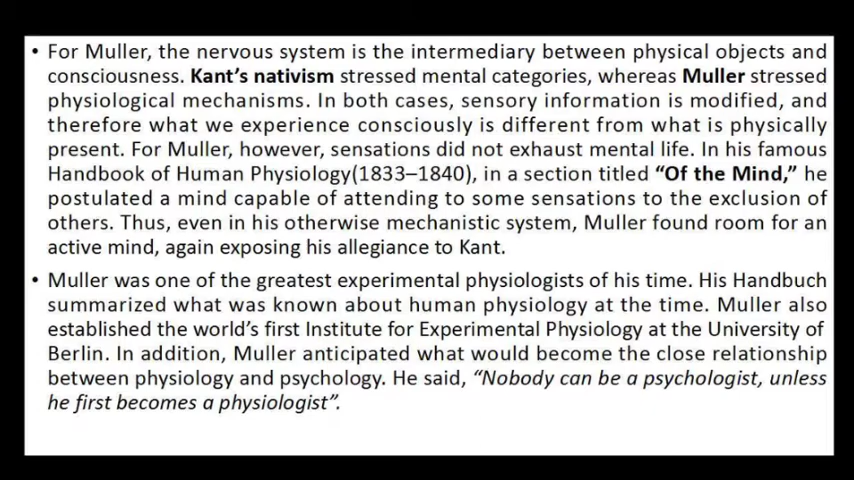 • For Muller, the nervous system is the intermediary between physical objects and
consciousness. Kant's nativism stressed mental categories, whereas Muller stressed
physiological mechanisms. In both cases, sensory information is modified, and
therefore what we experience consciously is different from what is physically
present. For Muller, however, sensations did not exhaust mental life. In his famous
Handbook of Human Physiology(1833–1840), in a section titled “Of the Mind,” he
postulated a mind capable of attending to some sensations to the exclusion of
others. Thus, even in his otherwise mechanistic system, Muller found room for an
active mind, again exposing his allegiance to Kant.
• Muller was one of the greatest experimental physiologists of his time. His Handbuch
summarized what was known about human physiology at the time. Muller also
established the world's first Institute for Experimental Physiology at the University of
Berlin. In addition, Muller anticipated what would become the close relationship
between physiology and psychology. He said, “Nobody can be a psychologist, unless
he first becomes a physiologist”.